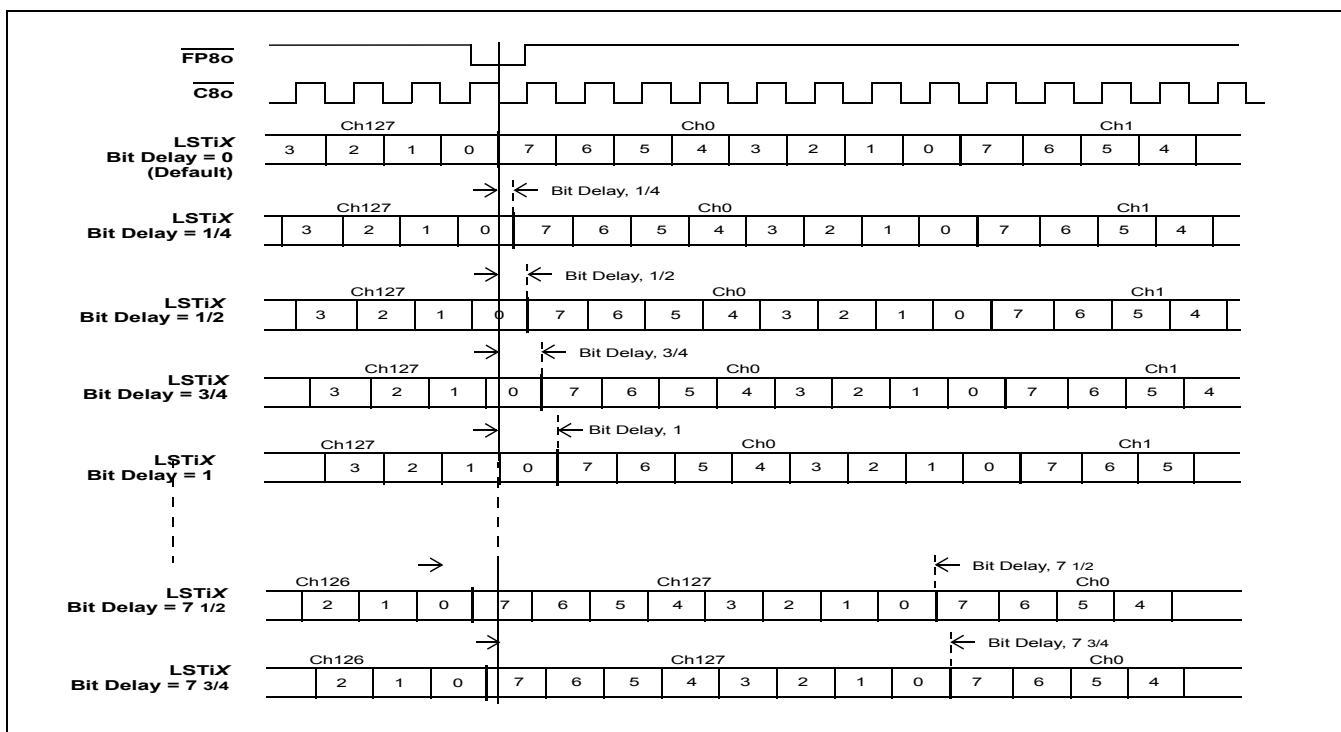 FP8o
C8o
Ch127 Ch0 Ch1
LSTiX
Bit Delay = 0
(Default)
3 2 1 0 7 6 5 4 3 2 1 0 7 6 5 4
Bit Delay, 1/4
Ch127 Ch0 Ch1
LSTiX
Bit Delay = 1/4
3 2 1 0 7 6 5 4 3 2 1 0 7 6 5 4
Bit Delay, 1/2
Ch127 Ch0 Ch1
LSTiX
Bit Delay = 1/2
3 2 1 0 7 6 5 4 3 2 1 0 7 6 5 4
Bit Delay, 3/4
Ch127 Ch0 Ch1
LSTiX
Bit Delay = 3/4
3 2 1 0 7 6 5 4 3 2 1 0 7 6 5 4
Bit Delay, 1
Ch127 Ch0 Ch1
LSTiX
Bit Delay = 1
3 2 1 0 7 6 5 4 3 2 1 0 7 6 5
Bit Delay, 7 1/2
Ch126 Ch127 Ch0
LSTiX
Bit Delay = 7 1/2
2 1 0 7 6 5 4 3 2 1 0 7 6 5 4
Bit Delay, 7 3/4
Ch126 Ch127 Ch0
LSTiX
Bit Delay = 7 3/4
2 1 0 7 6 5 4 3 2 1 0 7 6 5 4